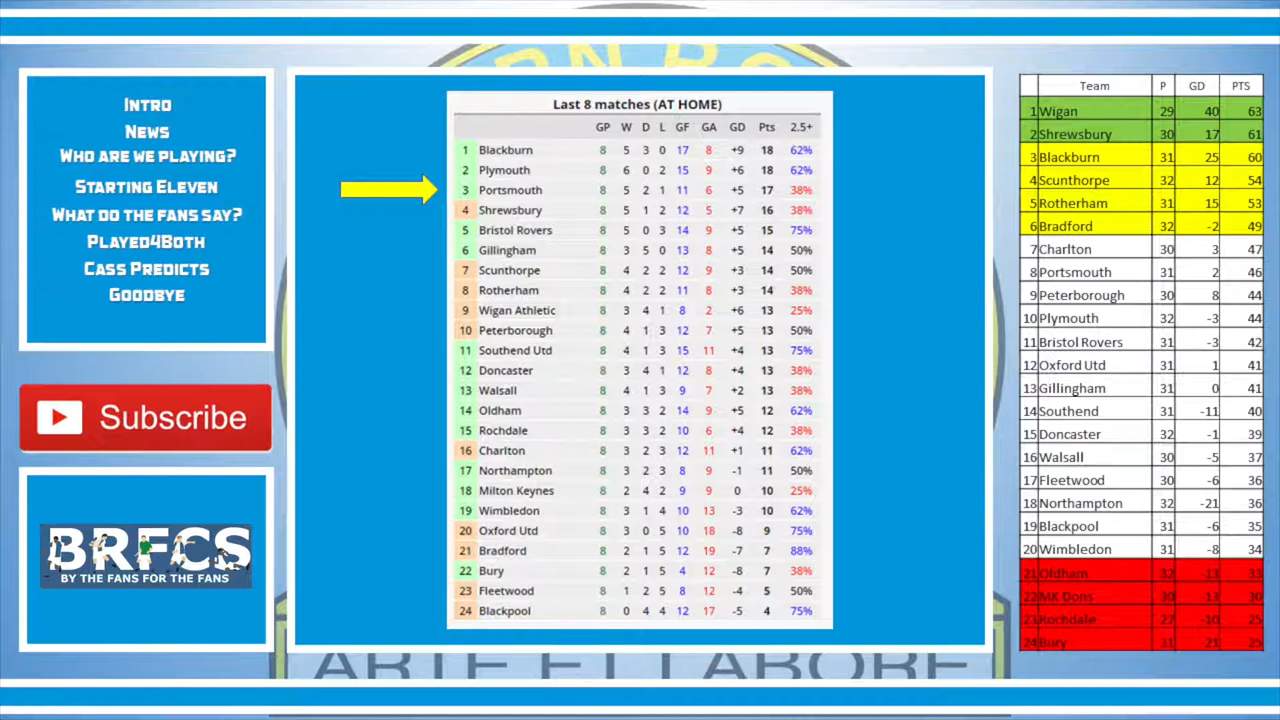 RN RO
INTRO
NEWS
WHO ARE WE PLAYING?
STARTING ELEVEN
WHAT DO THE FANS SAY?
PLAYED4BOTH
CASS PREDICTS
GOODBYE
Subscribe
BRFCS
BY THE FANS FOR THE FANS
Last 8 matches (AT HOME)
GP W D L GF GA GD Pts 2.5+
1 Blackburn 8 5 3 0 17 8 +9 18 62%
2 Plymouth 8 6 0 2 15 9 +6 18 62%
3 Portsmouth 8 5 2 1 11 6 +5 17 38%
4 Shrewsbury 8 5 1 2 12 5 +7 16 38%
5 Bristol Rovers 8 5 0 3 14 9 +5 15 75%
6 Gillingham 8 3 5 0 13 8 +5 14 50%
7 Scunthorpe 8 4 2 2 12 9 +3 14 50%
8 Rotherham 8 4 2 2 11 8 +3 14 38%
9 Wigan Athletic 8 3 4 1 8 2 +6 13 25%
10 Peterborough 8 4 1 3 12 7 +5 13 50%
11 Southend Utd 8 4 1 3 15 11 +4 13 75%
12 Doncaster 8 3 4 1 12 8 +4 13 38%
13 Walsall 8 4 1 3 9 7 +2 13 38%
14 Oldham 8 3 3 2 14 9 +5 12 62%
15 Rochdale 8 3 3 2 10 6 +4 12 38%
16 Charlton 8 3 2 3 12 11 +1 11 62%
17 Northampton 8 3 2 3 8 9 -1 11 50%
18 Milton Keynes 8 2 4 2 9 9 0 10 25%
19 Wimbledon 8 3 1 4 10 13 -3 10 62%
20 Oxford Utd 8 3 0 5 10 18 -8 9 75%
21 Bradford 8 2 1 5 12 19 -7 7 88%
22 Bury 8 2 1 5 4 12 -8 7 38%
23 Fleetwood 8 1 2 5 8 12 -4 5 50%
24 Blackpool 8 0 4 4 12 17 -5 4 75%
Team P GD PTS
1 Wigan 29 40 63
2 Shrewsbury 30 17 61
3 Blackburn 31 25 60
4 Scunthorpe 32 12 54
5 Rotherham 31 15 53
6 Bradford 32 -2 49
7 Charlton 30 3 47
8 Portsmouth 31 2 46
9 Peterborough 30 8 44
10 Plymouth 32 -3 44
11 Bristol Rovers 31 -3 42
12 Oxford Utd 31 1 41
13 Gillingham 31 0 41
14 Southend 31 -11 40
15 Doncaster 32 -1 39
16 Walsall 30 -5 37
17 Fleetwood 30 -6 36
18 Northampton 32 -21 36
19 Blackpool 31 -6 35
20 Wimbledon 31 -8 34
21 Oldham 32 -13 33
22 MK Dons 30 -13 30
23 Rochdale 27 -10 25
24 Bury 31 -21 25
ARTE ET LABORE